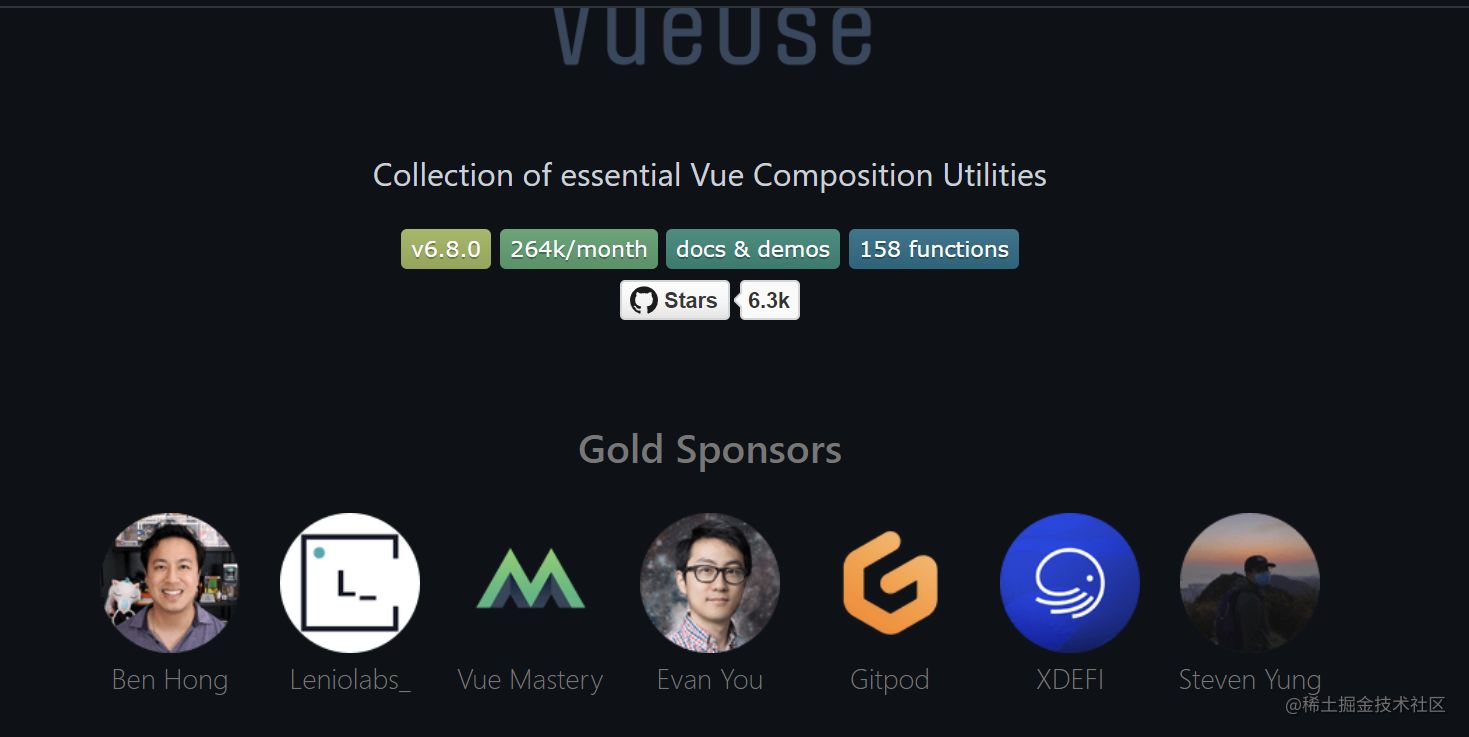 VueUse
Collection of essential Vue Composition Utilities
v6.8.0 264k/month docs & demos 158 functions
Stars 6.3k
Gold Sponsors
L_
Ben Hong Leniolabs_ Vue Mastery Evan You Gitpod XDEFI Steven Yung
@稀土掘金技术社区